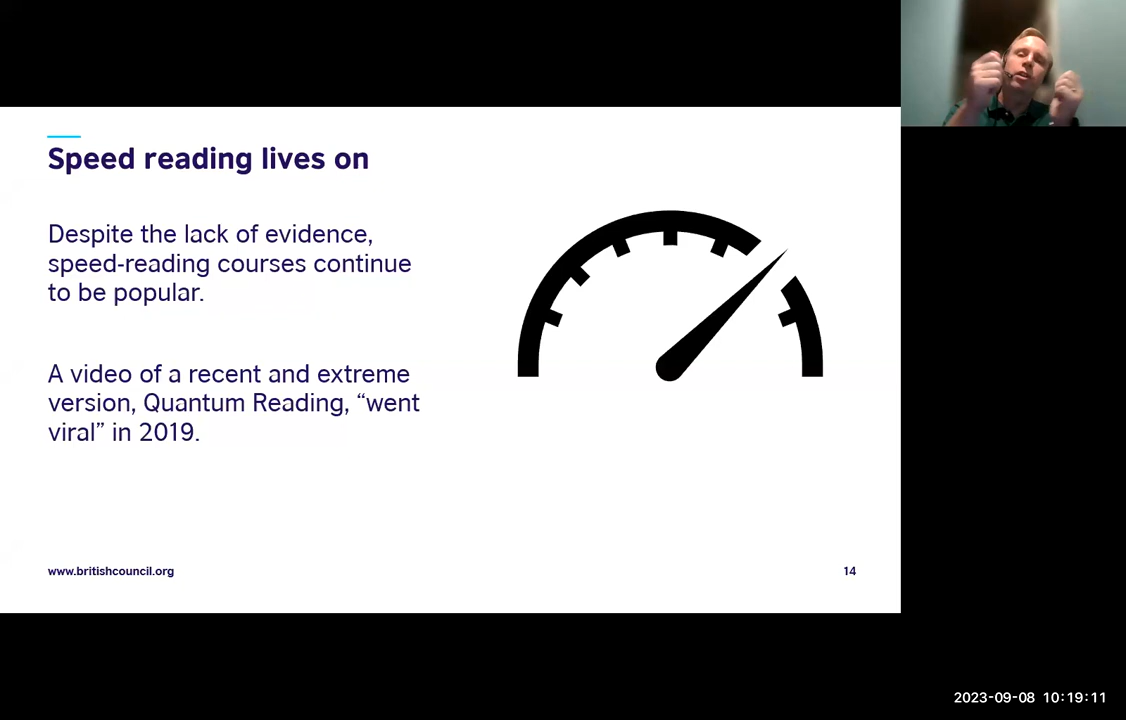 Speed reading lives on
Despite the lack of evidence,
speed-reading courses continue
to be popular.
A video of a recent and extreme
version, Quantum Reading, “went
viral” in 2019.
www.britishcouncil.org
14
2023-09-08 10:19:11